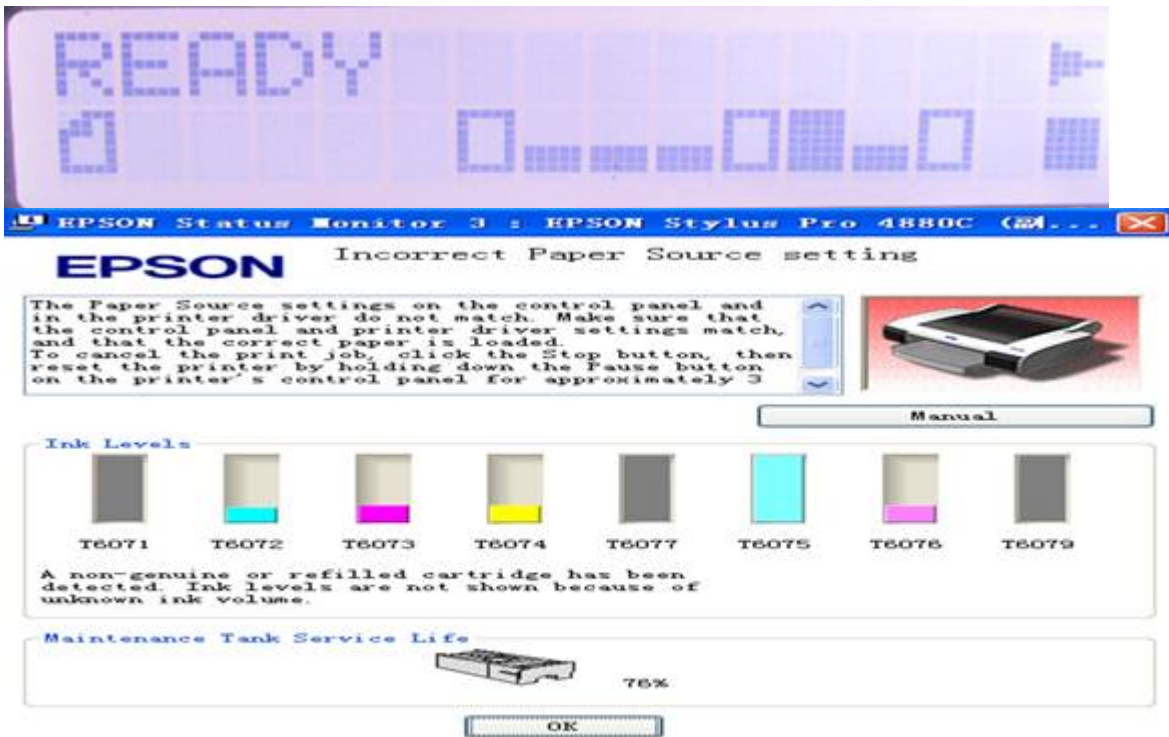 READY
EPSON Status Monitor 3 : EPSON Stylus Pro 4880C (副...
EPSON
Incorrect Paper Source setting
The Paper Source settings on the control panel and
in the printer driver do not match. Make sure that
the control panel and printer driver settings match,
and that the correct paper is loaded.
To cancel the print job, click the Stop button, then
reset the printer by holding down the Pause button
on the printer's control panel for approximately 3
Manual
Ink Levels
T6071 T6072 T6073 T6074 T6077 T6075 T6076 T6079
A non-genuine or refilled cartridge has been
detected. Ink levels are not shown because of
unknown ink volume.
Maintenance Tank Service Life
76%
OK